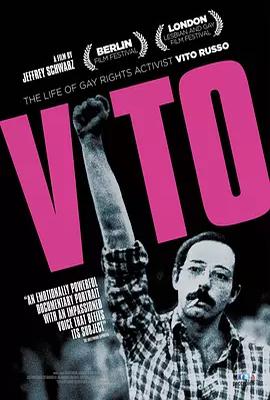 A FILM BY
JEFFREY SCHWARZ
BERLIN
FILM FESTIVAL
LONDON
LESBIAN AND GAY
FILM FESTIVAL
THE LIFE OF GAY RIGHTS ACTIVIST VITO RUSSO
VITO
"AN EMOTIONALLY POWERFUL
DOCUMENTARY PORTRAIT
WITH AN IMPASSIONED
VOICE THAT BEFITS
ITS SUBJECT"